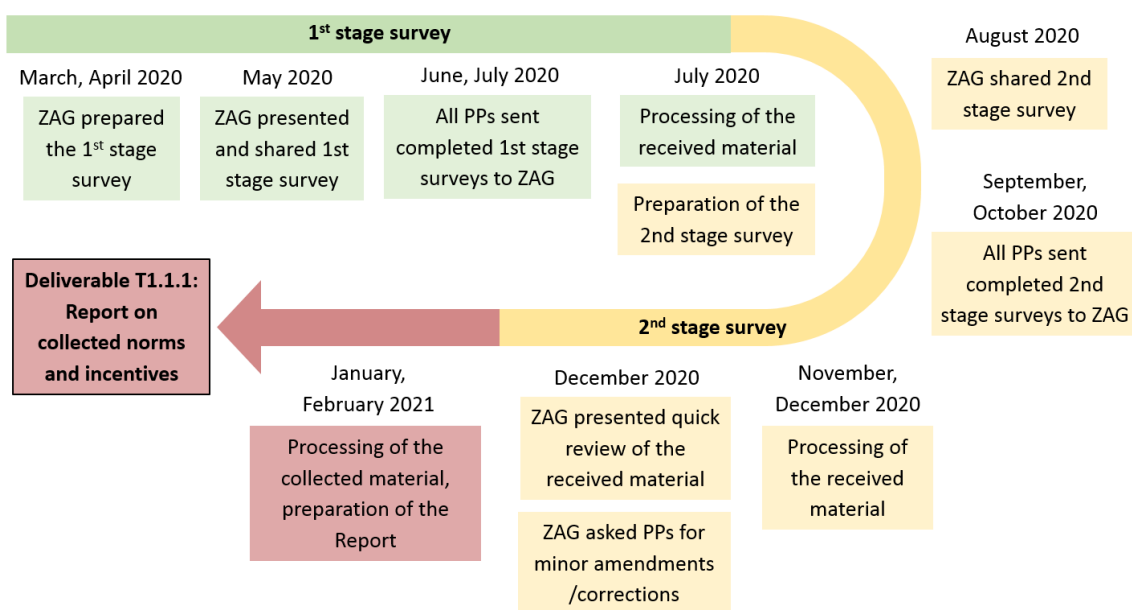 1st stage survey
March, April 2020
ZAG prepared
the 1st stage
survey
May 2020
ZAG presented
and shared 1st
stage survey
June, July 2020
All PPs sent
completed 1st stage
surveys to ZAG
July 2020
Processing of the
received material
Preparation of the
2nd stage survey
August 2020
ZAG shared 2nd
stage survey
September,
October 2020
All PPs sent
completed 2nd
stage surveys to ZAG
2nd stage survey
November,
December 2020
Processing of
the received
material
December 2020
ZAG presented quick
review of the
received material
ZAG asked PPs for
minor amendments
/corrections
January,
February 2021
Processing of the
collected material,
preparation of the
Report
Deliverable T1.1.1:
Report on
collected norms
and incentives